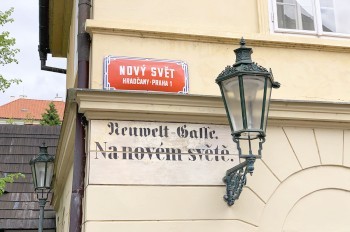 NOVÝ SVĚT
HRADČANY-PRAHA 1
Neuwelt-Gasse.
Na novém světě.